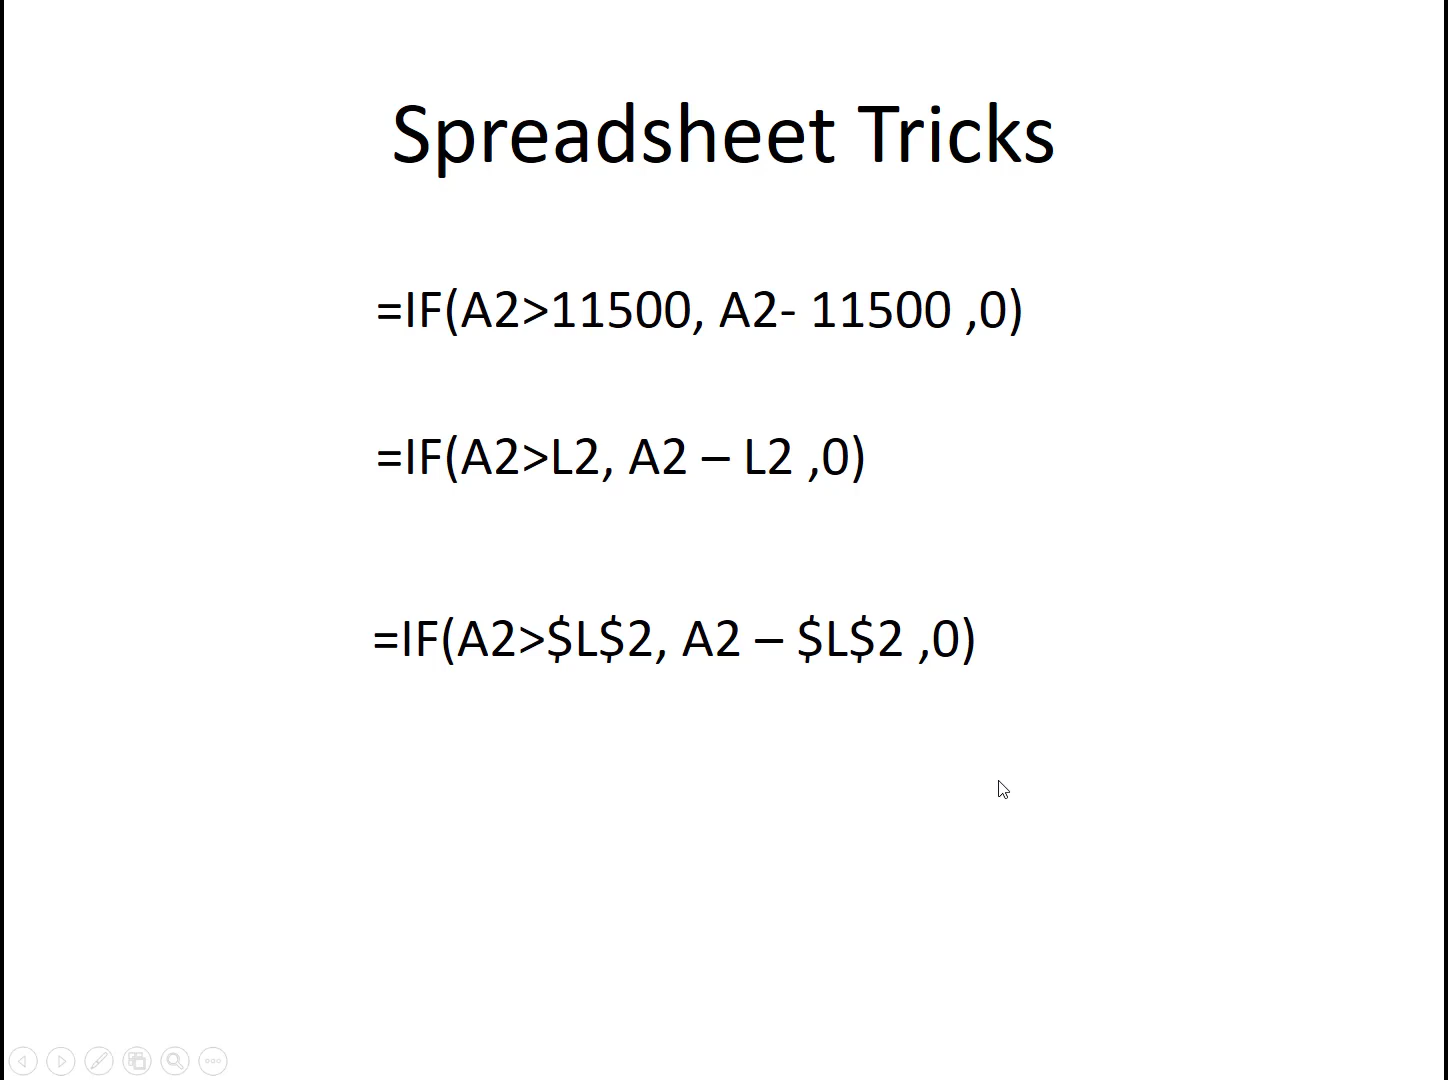 Spreadsheet Tricks
=IF(A2>11500, A2- 11500 ,0)
=IF(A2>L2, A2 – L2 ,0)
=IF(A2>$L$2, A2 – $L$2 ,0)